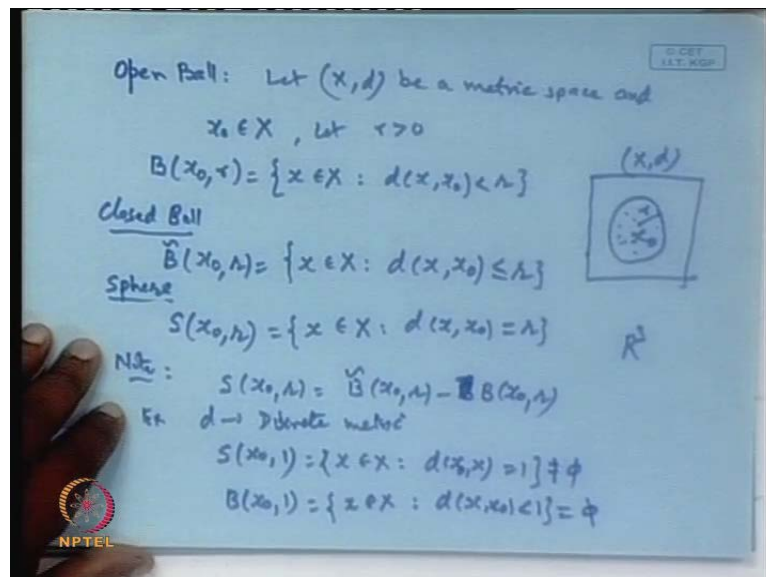 © CET
I.I.T. KGP
Open Ball: Let (X,d) be a metric space and
x₀ ∈ X, Let r>0
B(x₀,r) = {x ∈ X : d(x,x₀) < r}
(X,d)
r
x₀
Closed Ball
B̃(x₀,r) = {x ∈ X : d(x,x₀) ≤ r}
Sphere
S(x₀,r) = {x ∈ X : d(x,x₀) = r}
R³
Note:
S(x₀,r) = B̃(x₀,r) – B(x₀,r)
Ex d → Discrete metric
S(x₀,1) = {x ∈ X : d(x₀,x) = 1} ≠ φ
B(x₀,1) = {x ∈ X : d(x,x₀) < 1} = φ
NPTEL